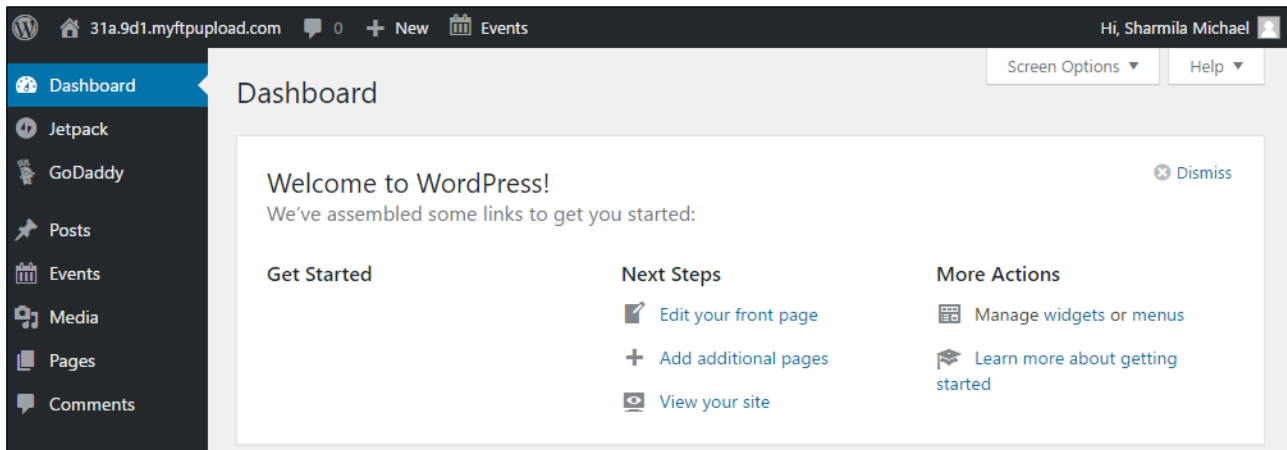 31a.9d1.myftpupload.com 0 New Events Hi, Sharmila Michael
Screen Options Help
Dashboard
Jetpack
GoDaddy
Posts
Events
Media
Pages
Comments
Dashboard
Welcome to WordPress! Dismiss
We've assembled some links to get you started:
Get Started
Next Steps
Edit your front page
Add additional pages
View your site
More Actions
Manage widgets or menus
Learn more about getting
started